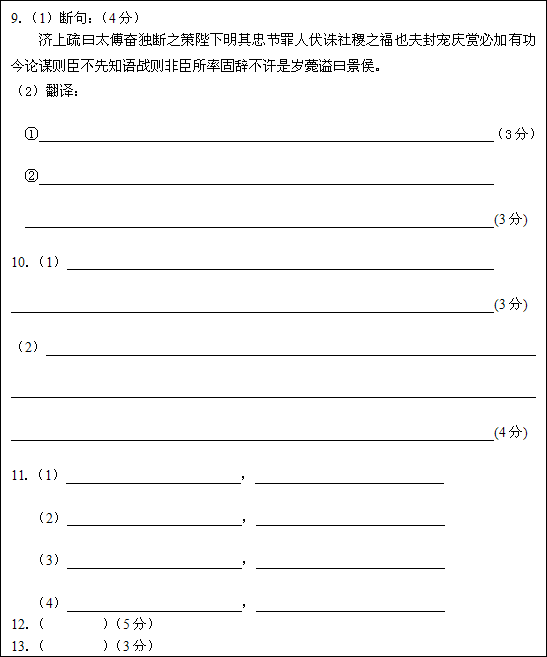 9.（1）断句：（4分）
济上疏曰太傅奋独断之策陛下明其忠节罪人伏诛社稷之福也夫封宠庆赏必加有功
今论谋则臣不先知语战则非臣所率固辞不许是岁薨谥曰景侯。
（2）翻译：
①（3分）
②
(3分)
10.（1）
(3分)
（2）
(4分)
11.（1），
（2），
（3），
（4），
12.（ ）（5分）
13.（ ）（3分）